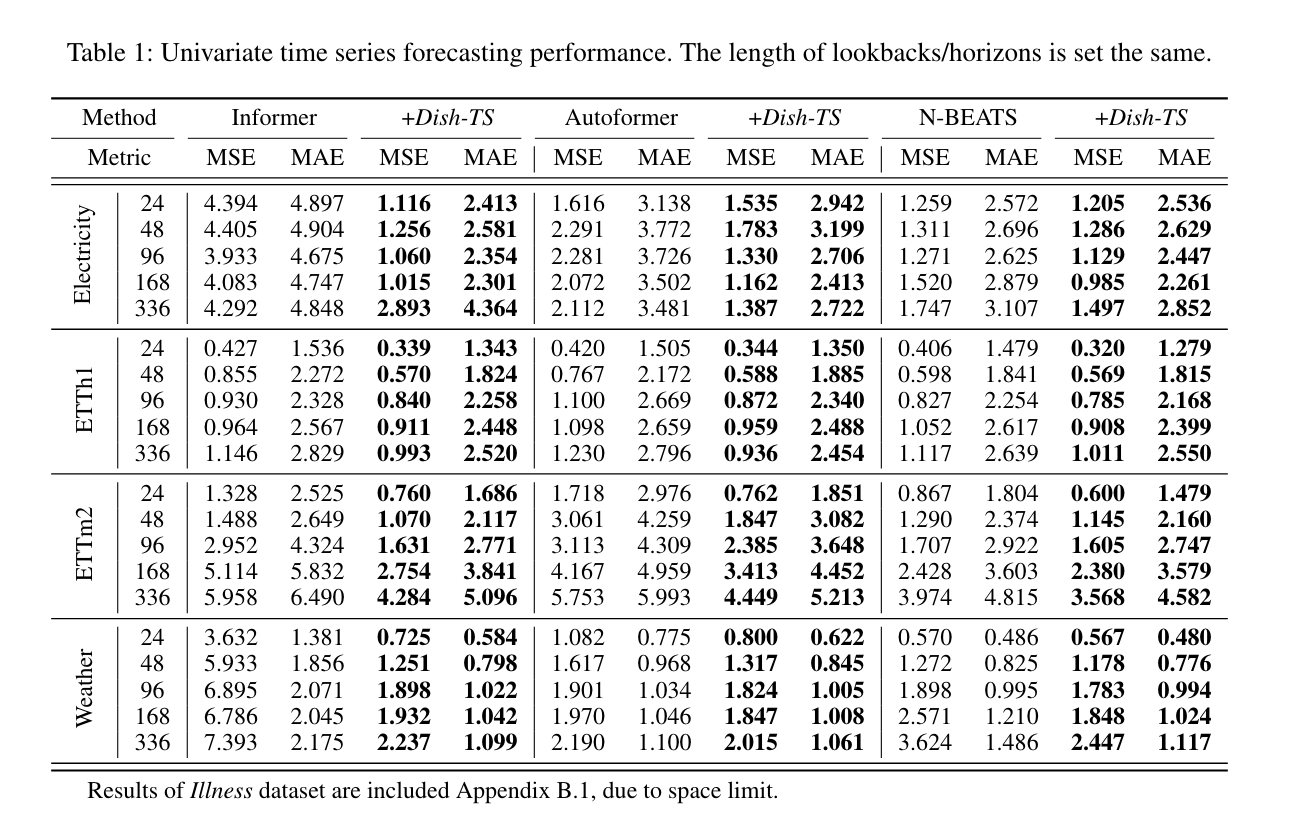 Table 1: Univariate time series forecasting performance. The length of lookbacks/horizons is set the same.
Method Informer +Dish-TS Autoformer +Dish-TS N-BEATS +Dish-TS
Metric MSE MAE MSE MAE MSE MAE MSE MAE MSE MAE MSE MAE
Electricity
24 4.394 4.897 1.116 2.413 1.616 3.138 1.535 2.942 1.259 2.572 1.205 2.536
48 4.405 4.904 1.256 2.581 2.291 3.772 1.783 3.199 1.311 2.696 1.286 2.629
96 3.933 4.675 1.060 2.354 2.281 3.726 1.330 2.706 1.271 2.625 1.129 2.447
168 4.083 4.747 1.015 2.301 2.072 3.502 1.162 2.413 1.520 2.879 0.985 2.261
336 4.292 4.848 2.893 4.364 2.112 3.481 1.387 2.722 1.747 3.107 1.497 2.852
ETTh1
24 0.427 1.536 0.339 1.343 0.420 1.505 0.344 1.350 0.406 1.479 0.320 1.279
48 0.855 2.272 0.570 1.824 0.767 2.172 0.588 1.885 0.598 1.841 0.569 1.815
96 0.930 2.328 0.840 2.258 1.100 2.669 0.872 2.340 0.827 2.254 0.785 2.168
168 0.964 2.567 0.911 2.448 1.098 2.659 0.959 2.488 1.052 2.617 0.908 2.399
336 1.146 2.829 0.993 2.520 1.230 2.796 0.936 2.454 1.117 2.639 1.011 2.550
ETTm2
24 1.328 2.525 0.760 1.686 1.718 2.976 0.762 1.851 0.867 1.804 0.600 1.479
48 1.488 2.649 1.070 2.117 3.061 4.259 1.847 3.082 1.290 2.374 1.145 2.160
96 2.952 4.324 1.631 2.771 3.113 4.309 2.385 3.648 1.707 2.922 1.605 2.747
168 5.114 5.832 2.754 3.841 4.167 4.959 3.413 4.452 2.428 3.603 2.380 3.579
336 5.958 6.490 4.284 5.096 5.753 5.993 4.449 5.213 3.974 4.815 3.568 4.582
Weather
24 3.632 1.381 0.725 0.584 1.082 0.775 0.800 0.622 0.570 0.486 0.567 0.480
48 5.933 1.856 1.251 0.798 1.617 0.968 1.317 0.845 1.272 0.825 1.178 0.776
96 6.895 2.071 1.898 1.022 1.901 1.034 1.824 1.005 1.898 0.995 1.783 0.994
168 6.786 2.045 1.932 1.042 1.970 1.046 1.847 1.008 2.571 1.210 1.848 1.024
336 7.393 2.175 2.237 1.099 2.190 1.100 2.015 1.061 3.624 1.486 2.447 1.117
Results of Illness dataset are included Appendix B.1, due to space limit.